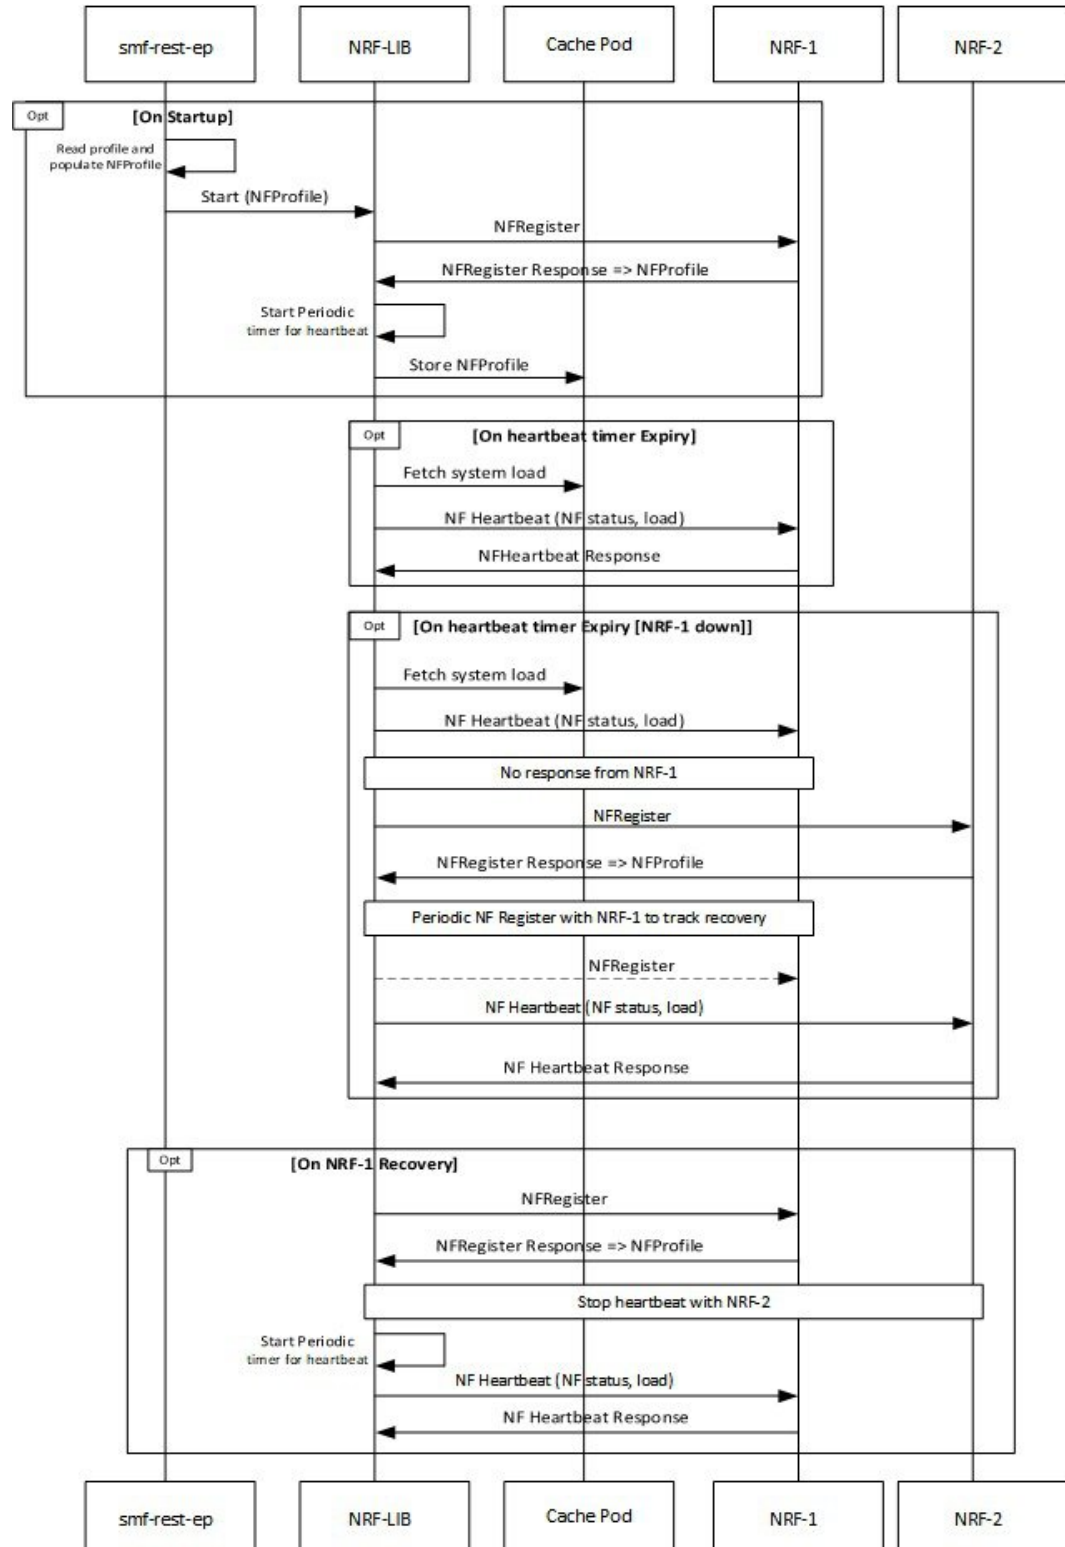 smf-rest-ep
NRF-LIB
Cache Pod
NRF-1
NRF-2
Opt
[On Startup]
Read profile and
populate NFProfile
Start (NFProfile)
NFRegister
NFRegister Response => NFProfile
Start Periodic
timer for heartbeat
Store NFProfile
Opt
[On heartbeat timer Expiry]
Fetch system load
NF Heartbeat (NF status, load)
NFHeartbeat Response
Opt
[On heartbeat timer Expiry [NRF-1 down]]
Fetch system load
NF Heartbeat (NF status, load)
No response from NRF-1
NFRegister
NFRegister Response => NFProfile
Periodic NF Register with NRF-1 to track recovery
NFRegister
NF Heartbeat (NF status, load)
NF Heartbeat Response
Opt
[On NRF-1 Recovery]
NFRegister
NFRegister Response => NFProfile
Stop heartbeat with NRF-2
Start Periodic
timer for heartbeat
NF Heartbeat (NF status, load)
NF Heartbeat Response
smf-rest-ep
NRF-LIB
Cache Pod
NRF-1
NRF-2